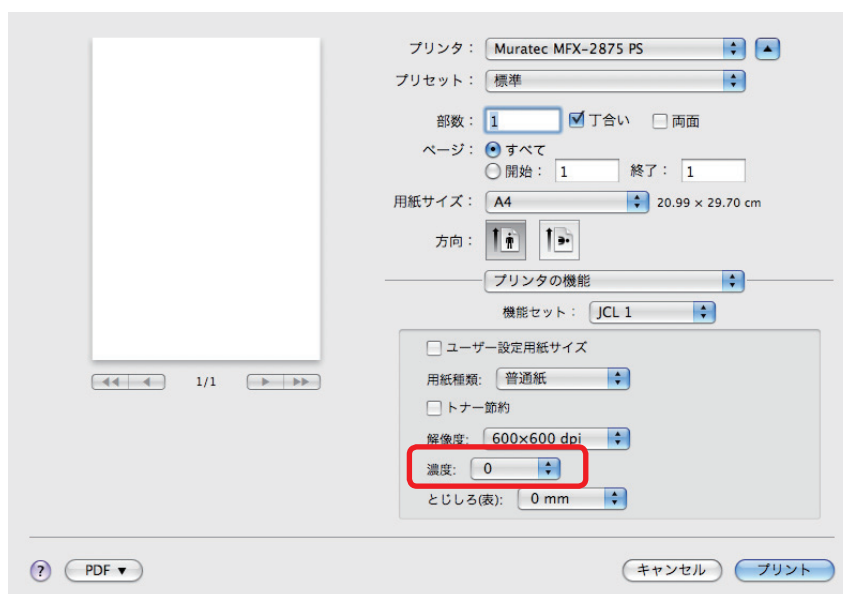 プリンタ： Muratec MFX-2875 PS
プリセット： 標準
部数： 1 丁合い 両面
ページ： すべて
開始： 1 終了： 1
用紙サイズ： A4 20.99 × 29.70 cm
方向：
プリンタの機能
機能セット： JCL 1
ユーザー設定用紙サイズ
用紙種類: 普通紙
トナー節約
解像度: 600×600 dpi
濃度: 0
とじしろ(表): 0 mm
1/1
? PDF ▼ キャンセル プリント